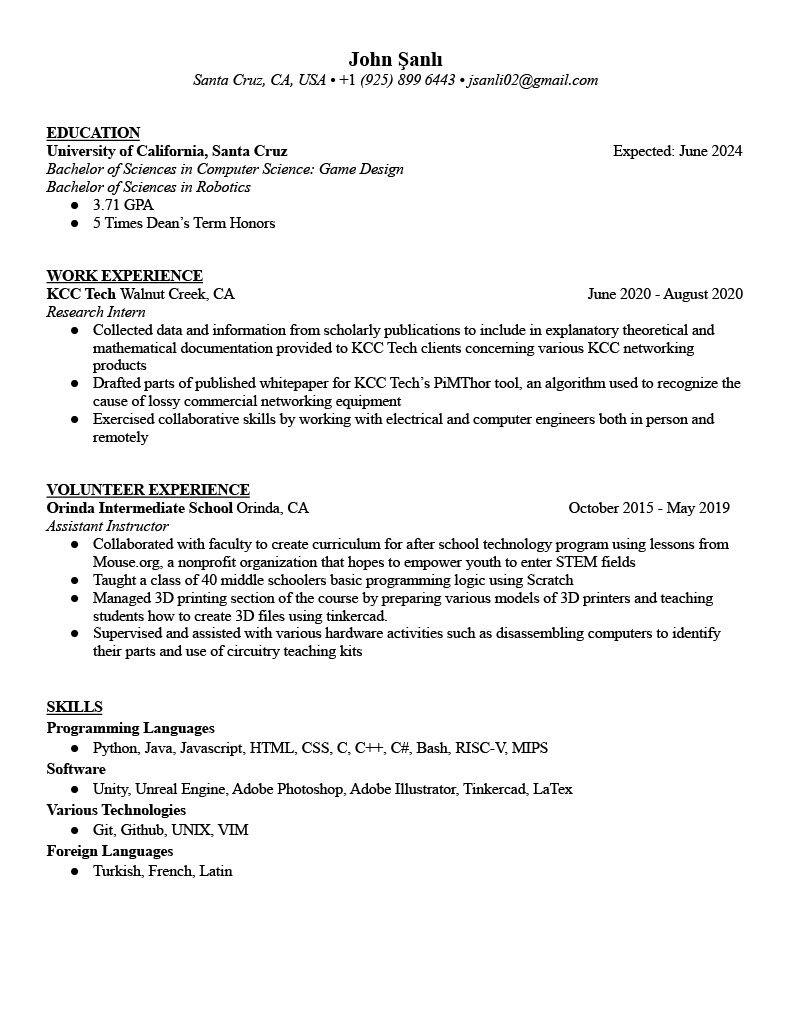 John Şanlı
Santa Cruz, CA, USA • +1 (925) 899 6443 • jsanli02@gmail.com
EDUCATION
University of California, Santa Cruz Expected: June 2024
Bachelor of Sciences in Computer Science: Game Design
Bachelor of Sciences in Robotics
● 3.71 GPA
● 5 Times Dean’s Term Honors
WORK EXPERIENCE
KCC Tech Walnut Creek, CA June 2020 - August 2020
Research Intern
● Collected data and information from scholarly publications to include in explanatory theoretical and
mathematical documentation provided to KCC Tech clients concerning various KCC networking
products
● Drafted parts of published whitepaper for KCC Tech’s PiMThor tool, an algorithm used to recognize the
cause of lossy commercial networking equipment
● Exercised collaborative skills by working with electrical and computer engineers both in person and
remotely
VOLUNTEER EXPERIENCE
Orinda Intermediate School Orinda, CA October 2015 - May 2019
Assistant Instructor
● Collaborated with faculty to create curriculum for after school technology program using lessons from
Mouse.org, a nonprofit organization that hopes to empower youth to enter STEM fields
● Taught a class of 40 middle schoolers basic programming logic using Scratch
● Managed 3D printing section of the course by preparing various models of 3D printers and teaching
students how to create 3D files using tinkercad.
● Supervised and assisted with various hardware activities such as disassembling computers to identify
their parts and use of circuitry teaching kits
SKILLS
Programming Languages
● Python, Java, Javascript, HTML, CSS, C, C++, C#, Bash, RISC-V, MIPS
Software
● Unity, Unreal Engine, Adobe Photoshop, Adobe Illustrator, Tinkercad, LaTex
Various Technologies
● Git, Github, UNIX, VIM
Foreign Languages
● Turkish, French, Latin